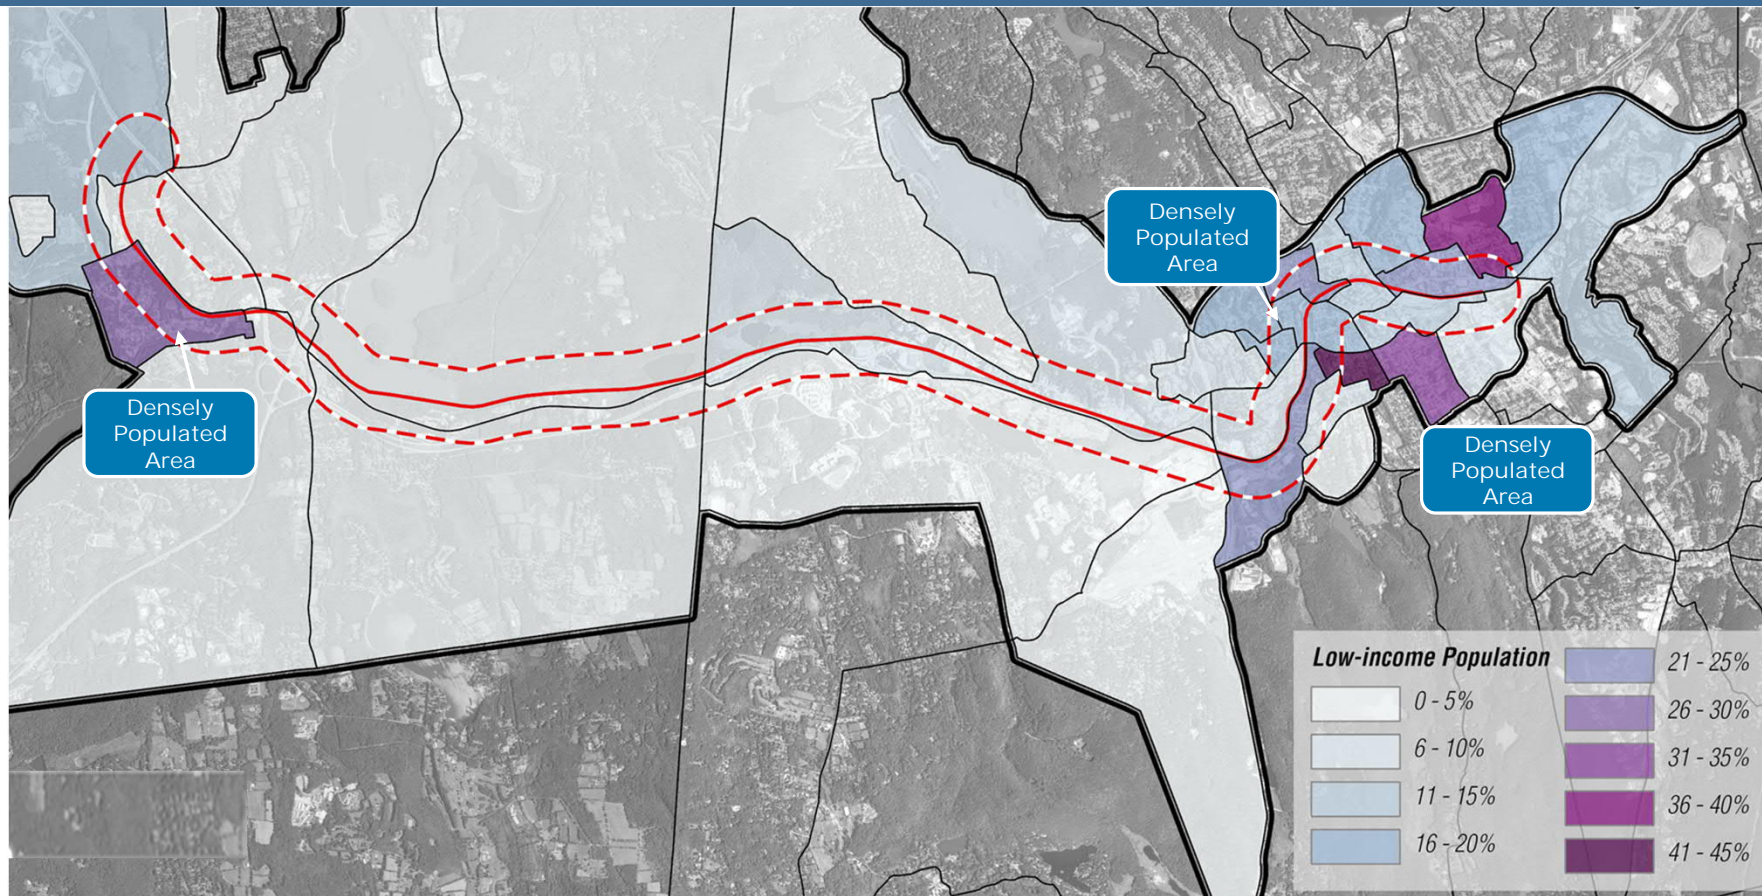 Densely
Populated
Area
Densely
Populated
Area
Densely
Populated
Area
Low-income Population
0 - 5%
6 - 10%
11 - 15%
16 - 20%
21 - 25%
26 - 30%
31 - 35%
36 - 40%
41 - 45%